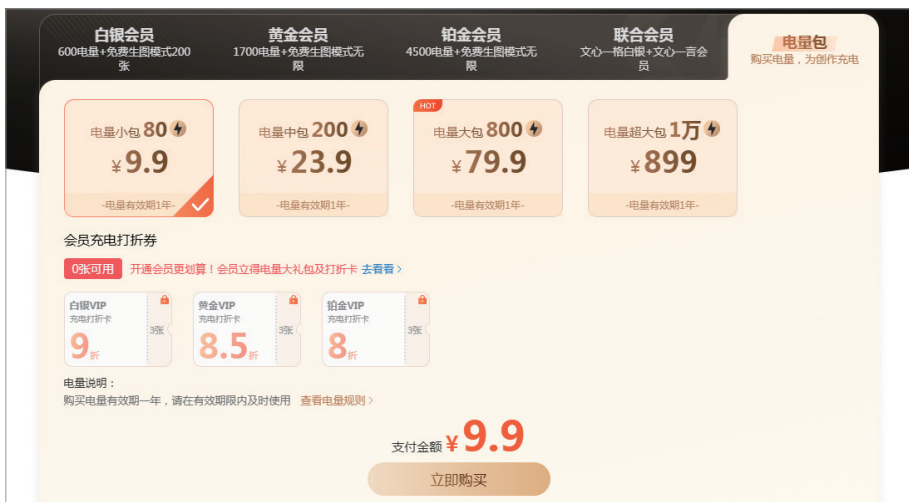 白银会员
600电量+免费生图模式200
张
黄金会员
1700电量+免费生图模式无
限
铂金会员
4500电量+免费生图模式无
限
联合会员
文心一格白银+文心一言会
员
电量包
购买电量，为创作充电
电量小包 80
¥9.9
-电量有效期1年-
电量中包 200
¥23.9
-电量有效期1年-
HOT
电量大包 800
¥79.9
-电量有效期1年-
电量超大包 1万
¥899
-电量有效期1年-
会员充电打折券
0张可用 开通会员更划算！会员立得电量大礼包及打折卡 去看看>
白银VIP
充电打折卡
9折
3张
黄金VIP
充电打折卡
8.5折
3张
铂金VIP
充电打折卡
8折
3张
电量说明：
购买电量有效期一年，请在有效期限内及时使用 查看电量规则>
支付金额 ¥9.9
立即购买